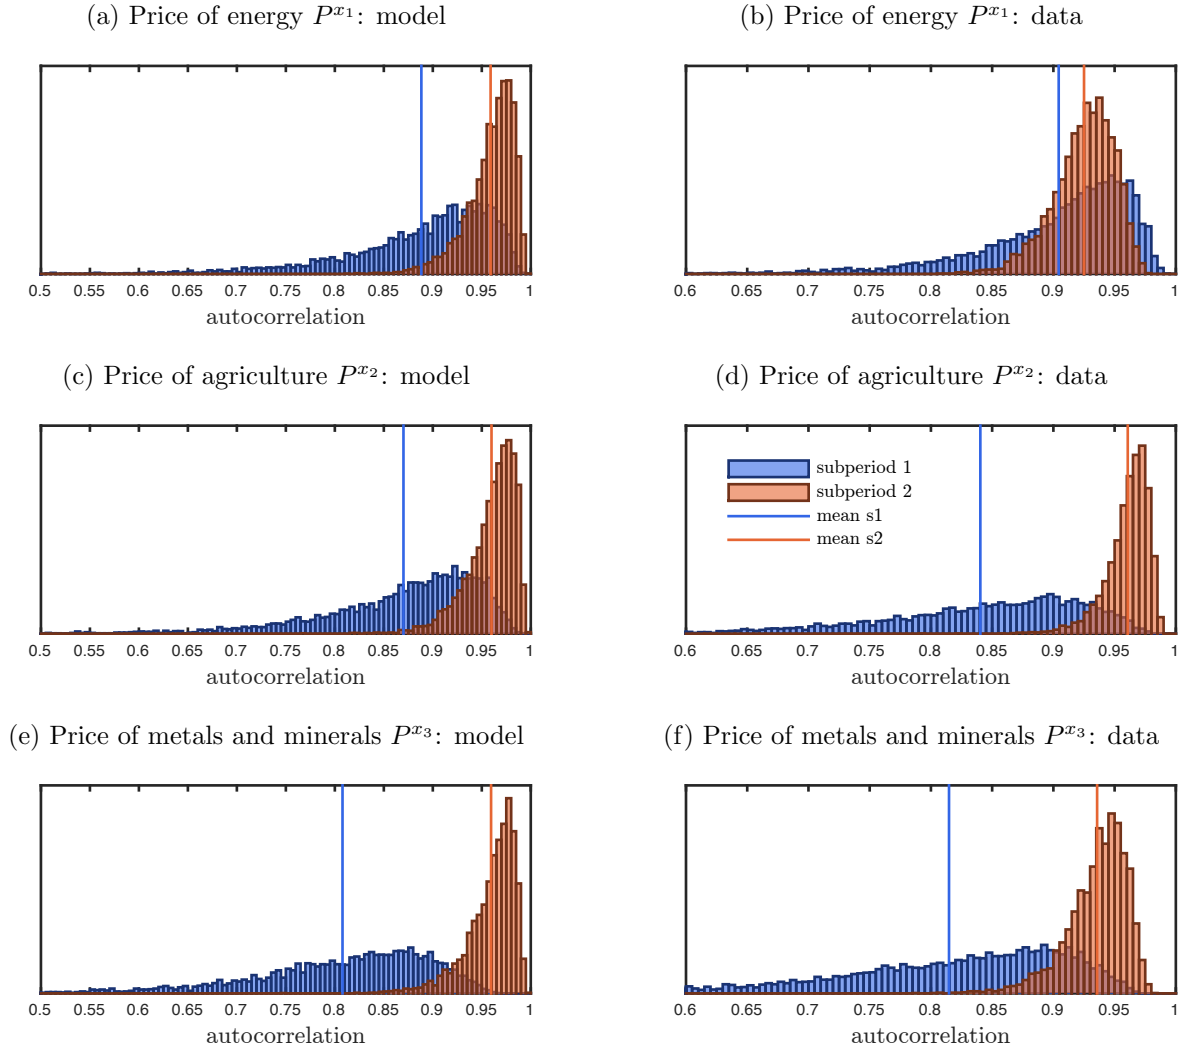 (a) Price of energy P^{x_1}: model
(b) Price of energy P^{x_1}: data
0.5 0.55 0.6 0.65 0.7 0.75 0.8 0.85 0.9 0.95 1
autocorrelation
0.6 0.65 0.7 0.75 0.8 0.85 0.9 0.95 1
autocorrelation
(c) Price of agriculture P^{x_2}: model
(d) Price of agriculture P^{x_2}: data
0.5 0.55 0.6 0.65 0.7 0.75 0.8 0.85 0.9 0.95 1
autocorrelation
subperiod 1
subperiod 2
mean s1
mean s2
0.6 0.65 0.7 0.75 0.8 0.85 0.9 0.95 1
autocorrelation
(e) Price of metals and minerals P^{x_3}: model
(f) Price of metals and minerals P^{x_3}: data
0.5 0.55 0.6 0.65 0.7 0.75 0.8 0.85 0.9 0.95 1
autocorrelation
0.6 0.65 0.7 0.75 0.8 0.85 0.9 0.95 1
autocorrelation